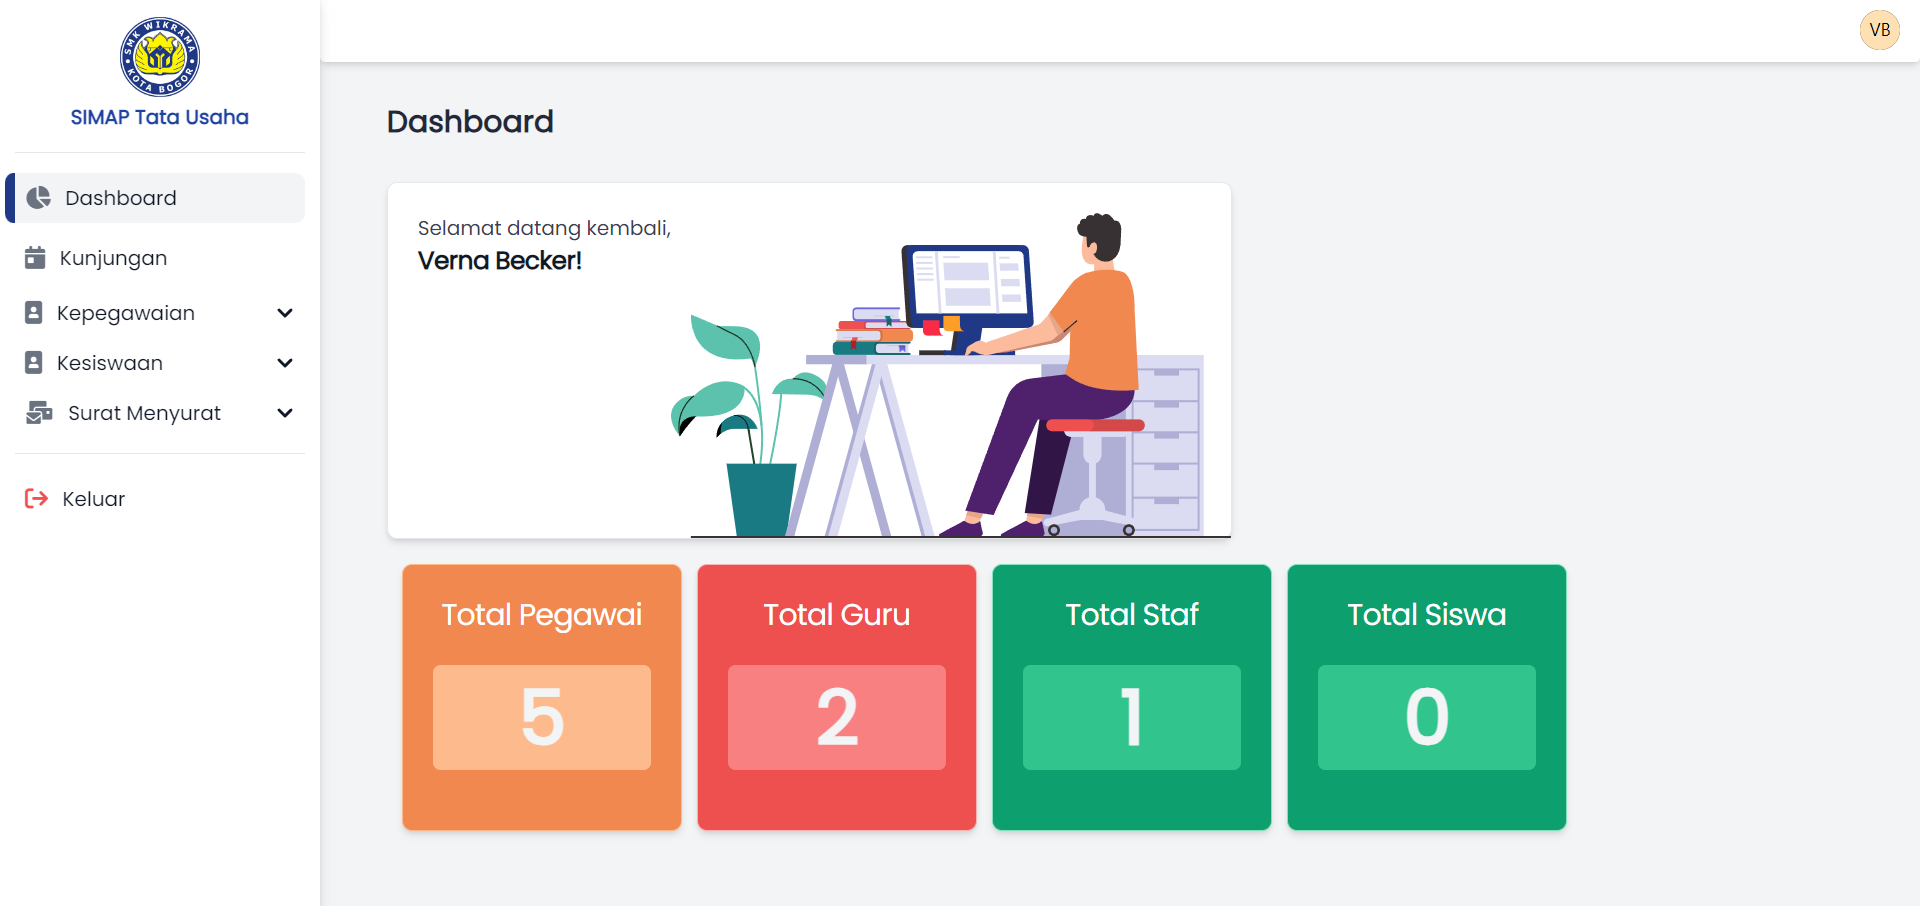 SMK WIKRAMA
KOTA BOGOR
SIMAP Tata Usaha
Dashboard
Kunjungan
Kepegawaian
Kesiswaan
Surat Menyurat
Keluar
VB
Dashboard
Selamat datang kembali,
Verna Becker!
Total Pegawai
5
Total Guru
2
Total Staf
1
Total Siswa
0